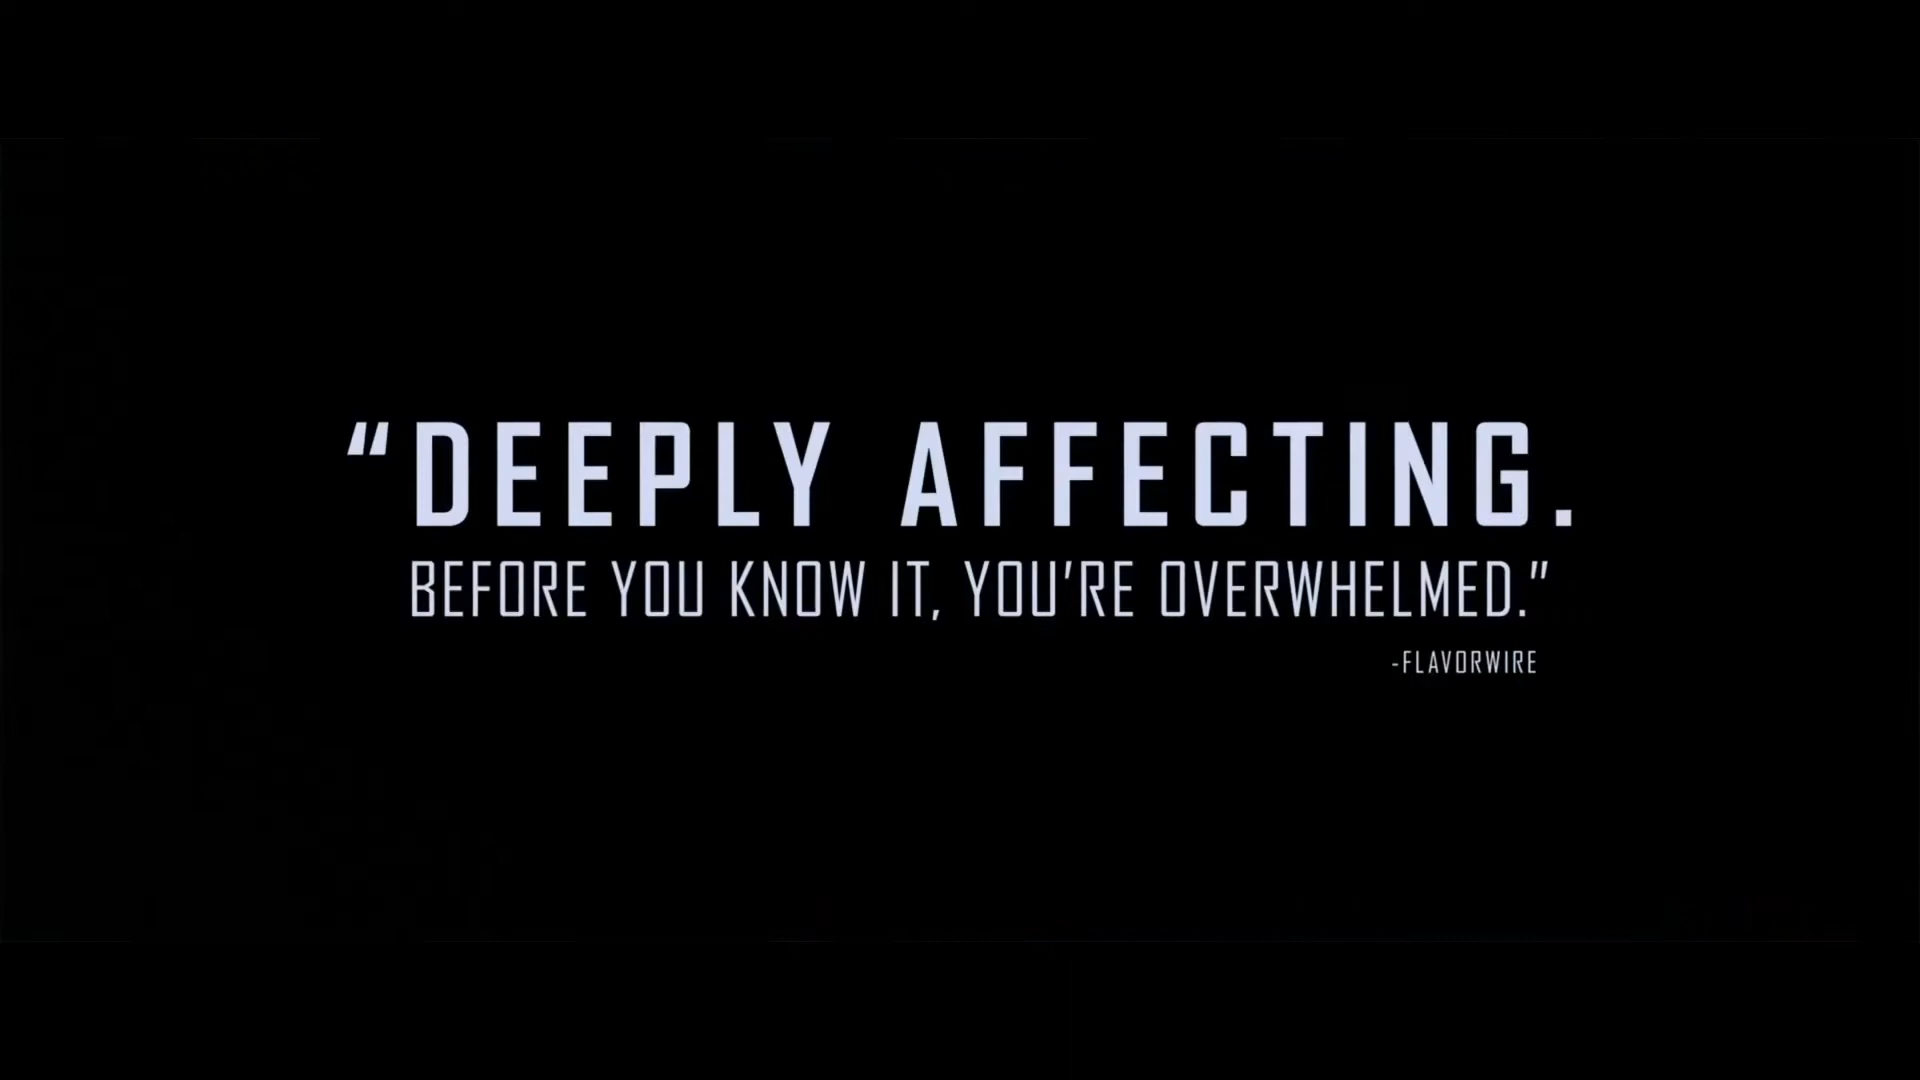 “DEEPLY AFFECTING.
BEFORE YOU KNOW IT, YOU’RE OVERWHELMED.”
-FLAVORWIRE